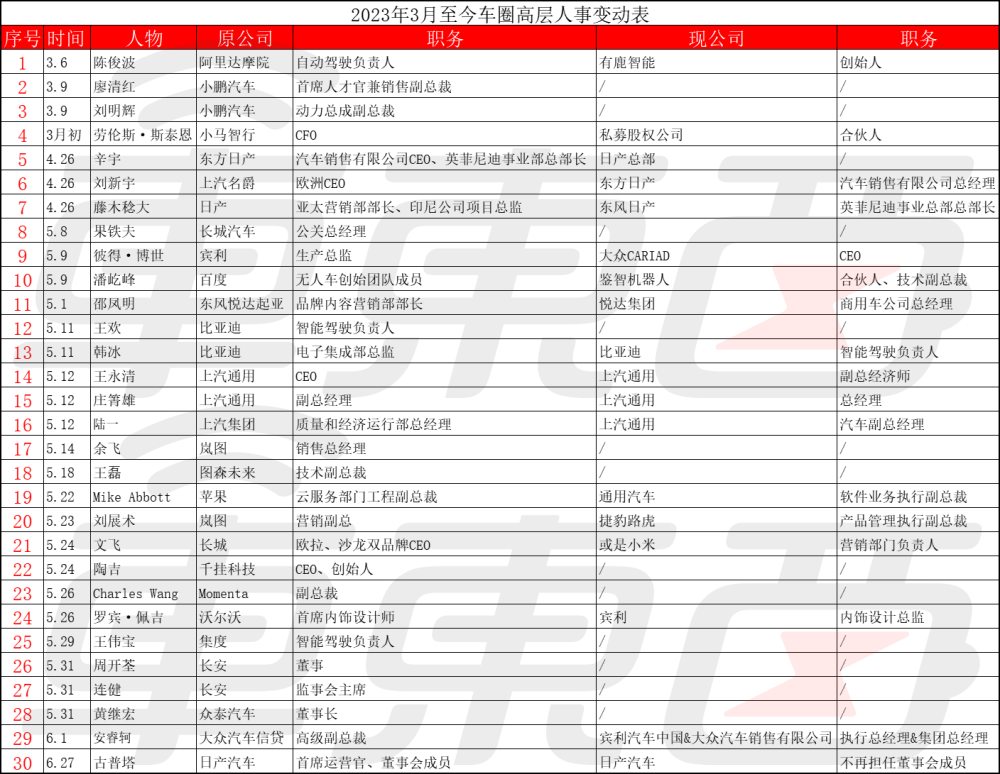 2023年3月至今车圈高层人事变动表
序号 时间 人物 原公司 职务 现公司 职务
1 3.6 陈俊波 阿里达摩院 自动驾驶负责人 有鹿智能 创始人
2 3.9 廖清红 小鹏汽车 首席人才官兼销售副总裁 / /
3 3.9 刘明辉 小鹏汽车 动力总成副总裁 / /
4 3月初 劳伦斯·斯泰恩 小马智行 CFO 私募股权公司 合伙人
5 4.26 辛宇 东方日产 汽车销售有限公司CEO、英菲尼迪事业部总部长 日产总部 /
6 4.26 刘新宇 上汽名爵 欧洲CEO 东方日产 汽车销售有限公司总经理
7 4.26 藤木稔大 日产 亚太营销部部长、印尼公司项目总监 东风日产 英菲尼迪事业总部总部长
8 5.8 果铁夫 长城汽车 公关总经理 / /
9 5.9 彼得·博世 宾利 生产总监 大众CARIAD CEO
10 5.9 潘屹峰 百度 无人车创始团队成员 鉴智机器人 合伙人、技术副总裁
11 5.1 邵凤明 东风悦达起亚 品牌内容营销部部长 悦达集团 商用车公司总经理
12 5.11 王欢 比亚迪 智能驾驶负责人 / /
13 5.11 韩冰 比亚迪 电子集成部总监 比亚迪 智能驾驶负责人
14 5.12 王永清 上汽通用 CEO 上汽通用 副总经济师
15 5.12 庄菁雄 上汽通用 副总经理 上汽通用 总经理
16 5.12 陆一 上汽集团 质量和经济运行部总经理 上汽通用 汽车副总经理
17 5.14 余飞 岚图 销售总经理 / /
18 5.18 王磊 图森未来 技术副总裁 / /
19 5.22 Mike Abbott 苹果 云服务部门工程副总裁 通用汽车 软件业务执行副总裁
20 5.23 刘展术 岚图 营销副总 捷豹路虎 产品管理执行副总裁
21 5.24 文飞 长城 欧拉、沙龙双品牌CEO 或是小米 营销部门负责人
22 5.24 陶吉 千挂科技 CEO、创始人 / /
23 5.26 Charles Wang Momenta 副总裁 / /
24 5.26 罗宾·佩吉 沃尔沃 首席内饰设计师 宾利 内饰设计总监
25 5.29 王伟宝 集度 智能驾驶负责人 / /
26 5.31 周开荃 长安 董事 / /
27 5.31 连健 长安 监事会主席 / /
28 5.31 黄继宏 众泰汽车 董事长 / /
29 6.1 安睿轲 大众汽车信贷 高级副总裁 宾利汽车中国&大众汽车销售有限公司 执行总经理&集团总经理
30 6.27 古普塔 日产汽车 首席运营官、董事会成员 日产汽车 不再担任董事会成员